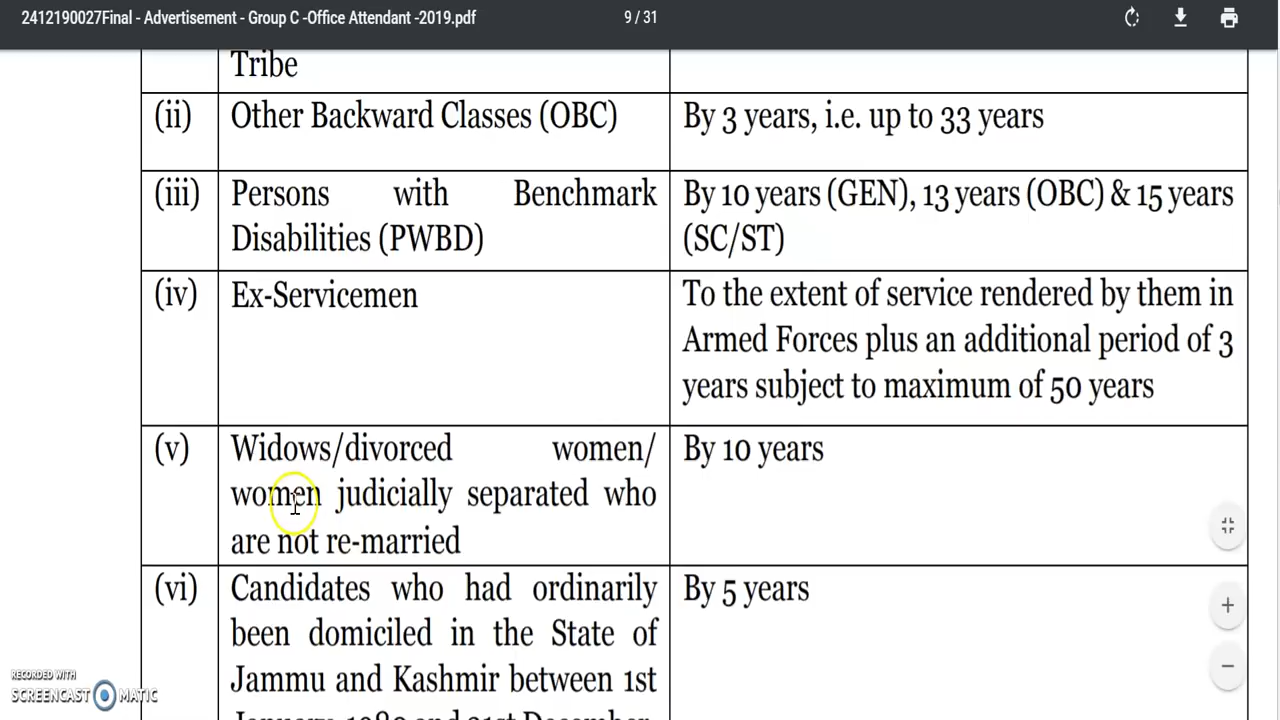 2412190027Final - Advertisement - Group C -Office Attendant -2019.pdf
9 / 31
Tribe
(ii) Other Backward Classes (OBC) By 3 years, i.e. up to 33 years
(iii) Persons with Benchmark Disabilities (PWBD)
By 10 years (GEN), 13 years (OBC) & 15 years
(SC/ST)
(iv) Ex-Servicemen
To the extent of service rendered by them in
Armed Forces plus an additional period of 3
years subject to maximum of 50 years
(v) Widows/divorced women/
women judicially separated who
are not re-married
By 10 years
(vi) Candidates who had ordinarily
been domiciled in the State of
Jammu and Kashmir between 1st
January, 1980 and 31st December,
By 5 years
RECORDED WITH
SCREENCAST MATIC